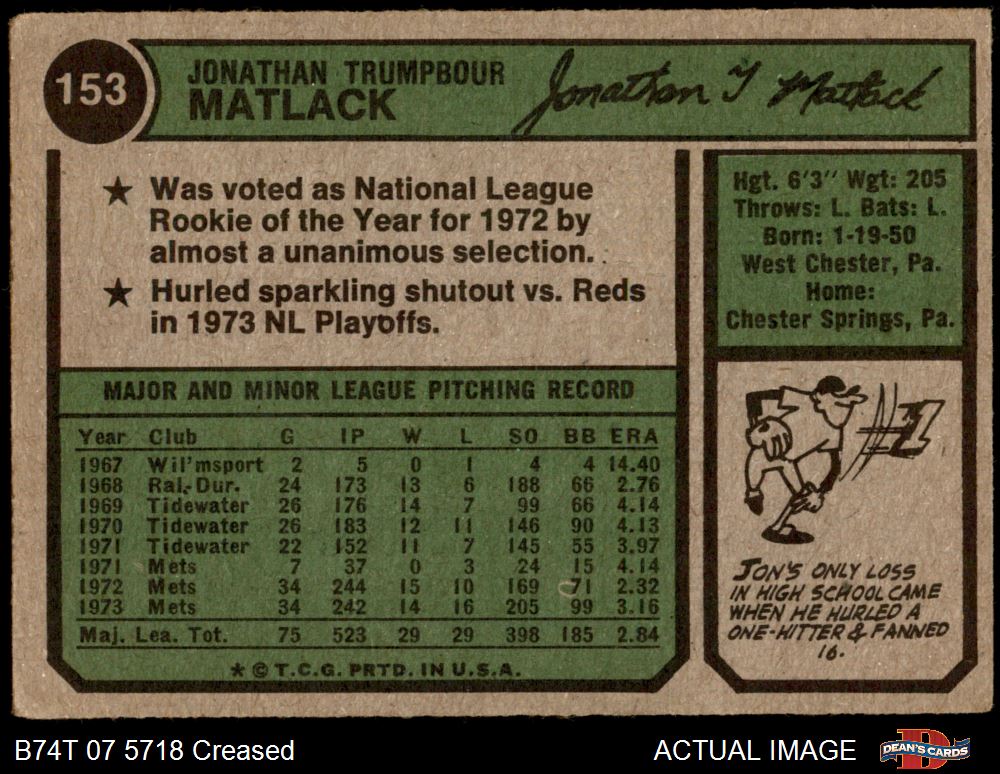 153
JONATHAN TRUMPBOUR
MATLACK
Jonathan T Matlack
★ Was voted as National League
Rookie of the Year for 1972 by
almost a unanimous selection.
★ Hurled sparkling shutout vs. Reds
in 1973 NL Playoffs.
Hgt. 6'3" Wgt: 205
Throws: L. Bats: L.
Born: 1-19-50
West Chester, Pa.
Home:
Chester Springs, Pa.
MAJOR AND MINOR LEAGUE PITCHING RECORD
Year Club G IP W L SO BB ERA
1967 Wil'msport 2 5 0 1 4 4 14.40
1968 Ral.-Dur. 24 173 13 6 188 66 2.76
1969 Tidewater 26 176 14 7 99 66 4.14
1970 Tidewater 26 183 12 11 146 90 4.13
1971 Tidewater 22 152 11 7 145 55 3.97
1971 Mets 7 37 0 3 24 15 4.14
1972 Mets 34 244 15 10 169 71 2.32
1973 Mets 34 242 14 16 205 99 3.16
Maj. Lea. Tot. 75 523 29 29 398 185 2.84
★ © T.C.G. PRTD. IN U.S.A.
#1
JON'S ONLY LOSS
IN HIGH SCHOOL CAME
WHEN HE HURLED A
ONE-HITTER & FANNED
16.
B74T 07 5718 Creased
ACTUAL IMAGE
DEAN'S CARDS